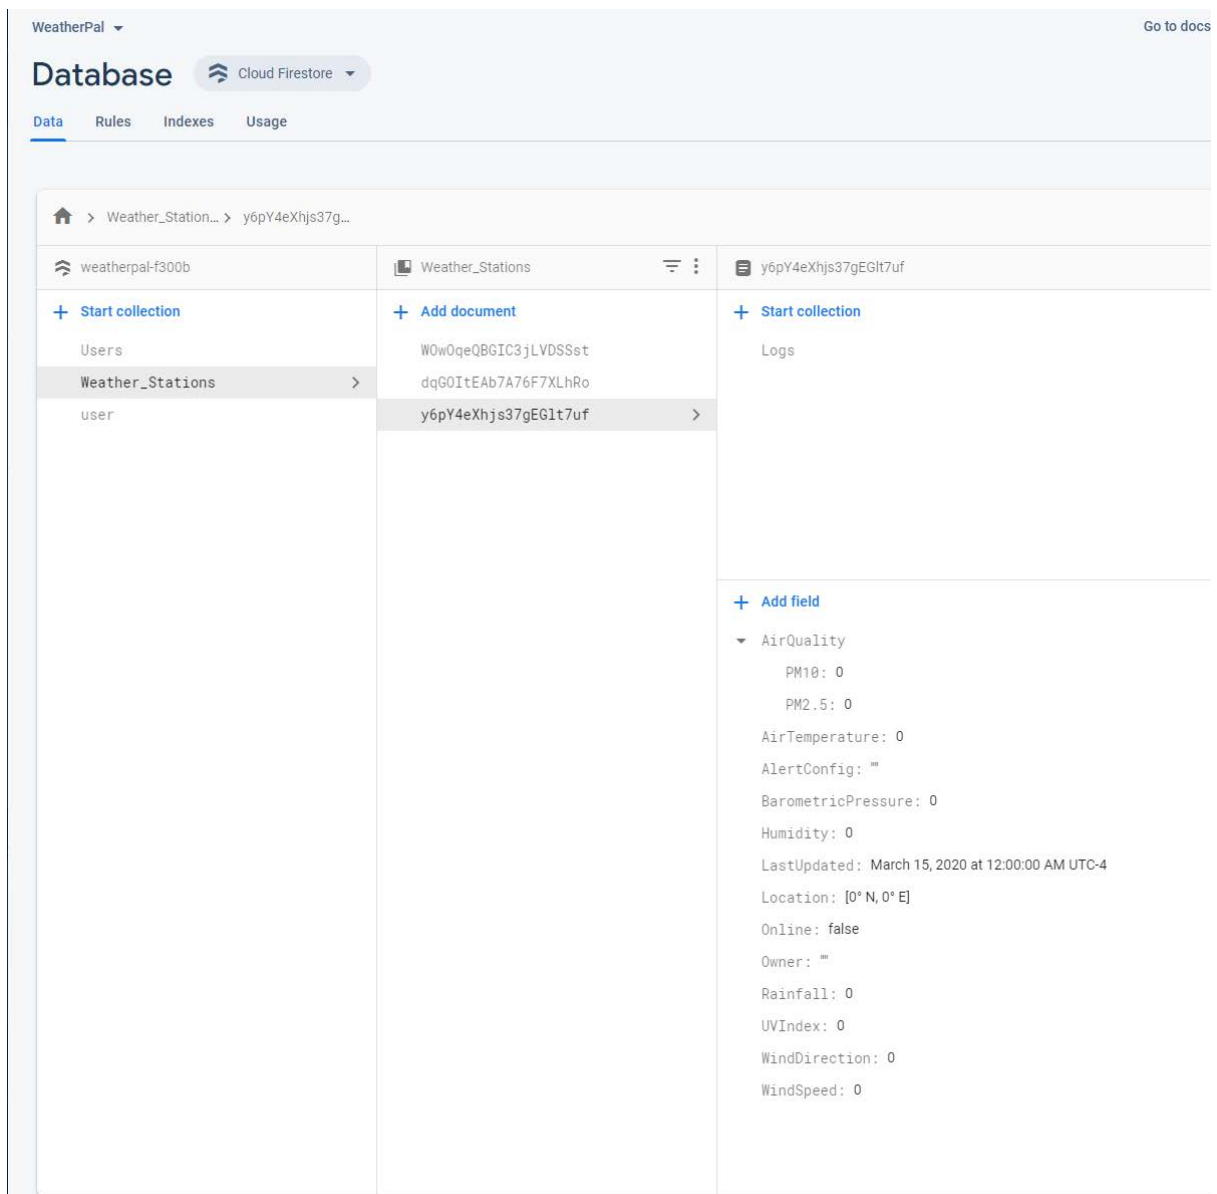 WeatherPal
Go to docs
Database
Cloud Firestore
Data Rules Indexes Usage
Weather_Station... y6pY4eXhjs37g...
weatherpal-f300b
Start collection
Users
Weather_Stations
user
Weather_Stations
Add document
WOwOqeQBGIC3jLVDSSst
dqGOItEAb7A76F7XLhRo
y6pY4eXhjs37gEGlt7uf
y6pY4eXhjs37gEGlt7uf
Start collection
Logs
Add field
AirQuality
PM10: 0
PM2.5: 0
AirTemperature: 0
AlertConfig: ""
BarometricPressure: 0
Humidity: 0
LastUpdated: March 15, 2020 at 12:00:00 AM UTC-4
Location: [0° N, 0° E]
Online: false
Owner: ""
Rainfall: 0
UVIndex: 0
WindDirection: 0
WindSpeed: 0